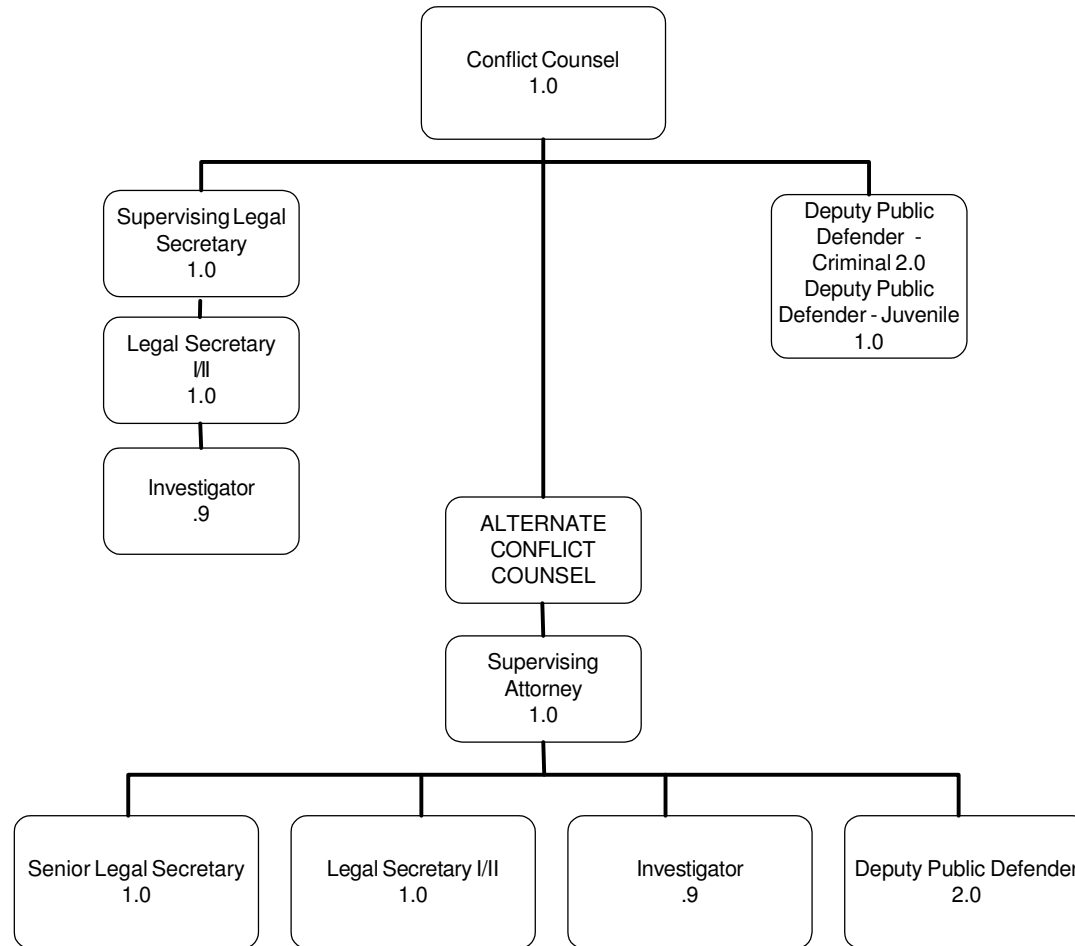 Conflict Counsel
1.0
Supervising Legal
Secretary
1.0
Deputy Public
Defender -
Criminal 2.0
Deputy Public
Defender - Juvenile
1.0
Legal Secretary
I/II
1.0
Investigator
.9
ALTERNATE
CONFLICT
COUNSEL
Supervising
Attorney
1.0
Senior Legal Secretary
1.0
Legal Secretary I/II
1.0
Investigator
.9
Deputy Public Defender
2.0